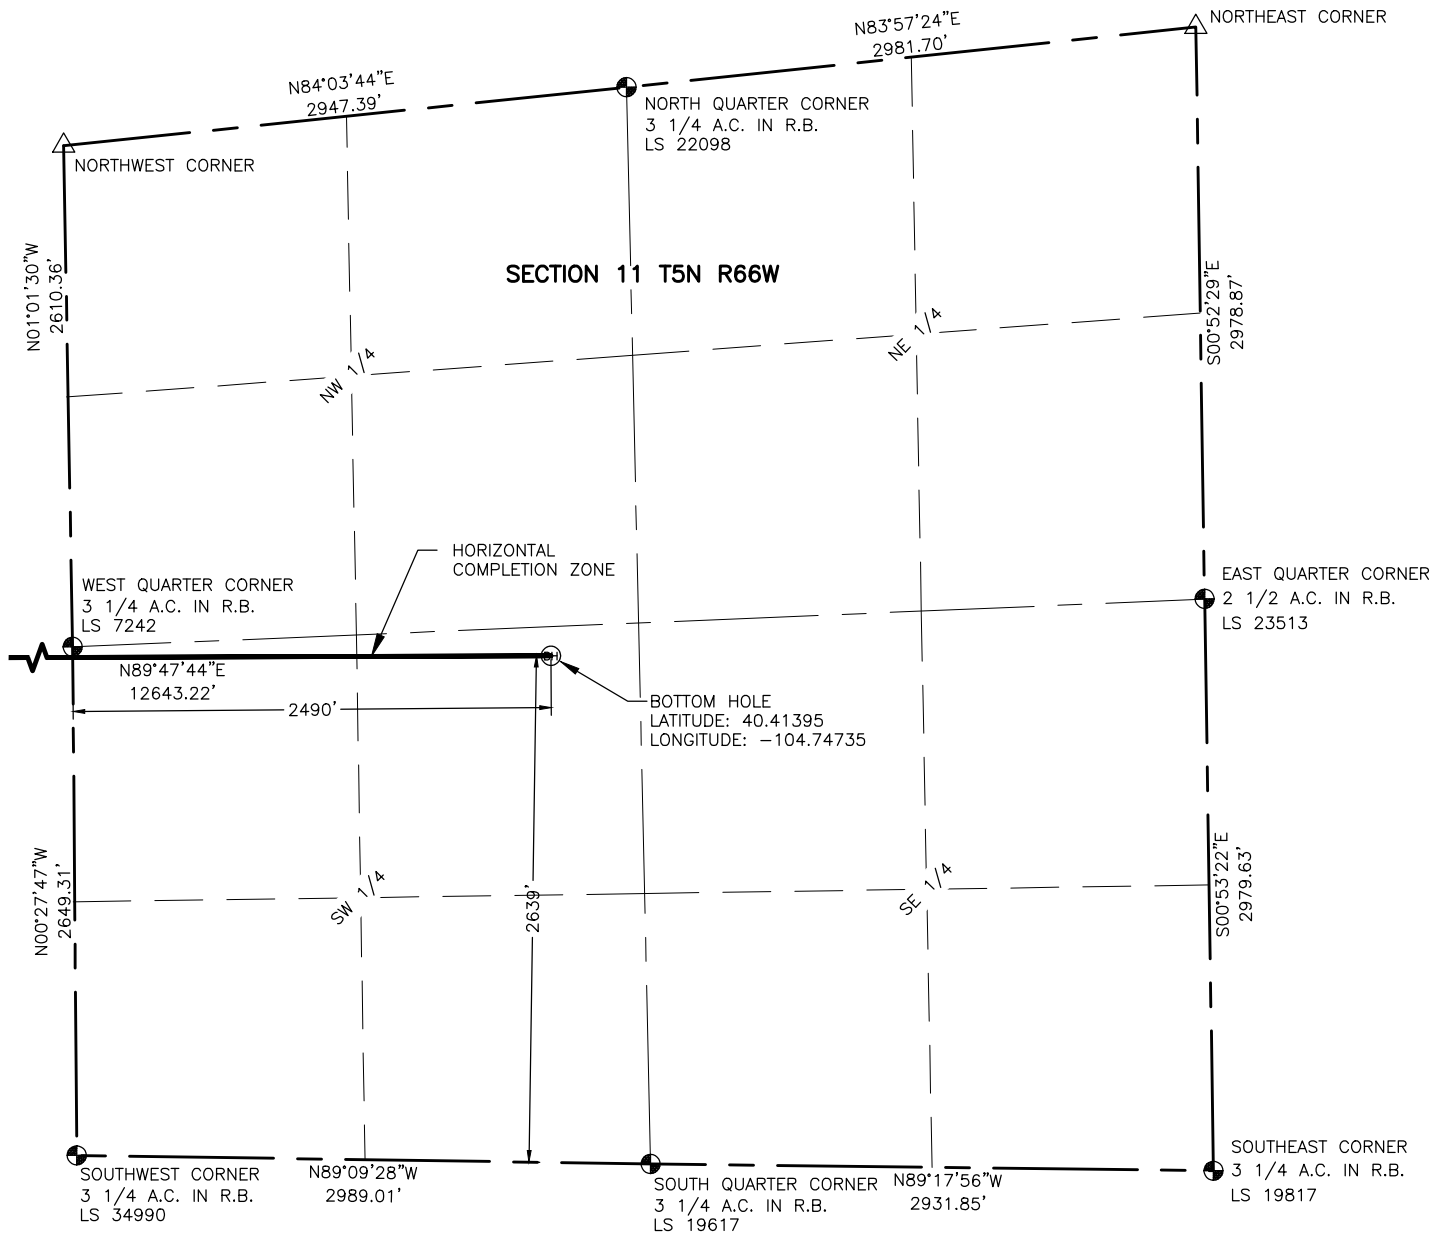 N83°57'24"E
2981.70'
NORTHEAST CORNER
N84°03'44"E
2947.39'
NORTH QUARTER CORNER
3 1/4 A.C. IN R.B.
LS 22098
NORTHWEST CORNER
SECTION 11 T5N R66W
N01°01'30"W
2610.36'
S00°52'29"E
2978.87'
NW 1/4
NE 1/4
HORIZONTAL
COMPLETION ZONE
WEST QUARTER CORNER
3 1/4 A.C. IN R.B.
LS 7242
EAST QUARTER CORNER
2 1/2 A.C. IN R.B.
LS 23513
N89°47'44"E
12643.22'
BH
2490'
BOTTOM HOLE
LATITUDE: 40.41395
LONGITUDE: -104.74735
N00°27'47"W
2649.31'
SW 1/4
2639'
SE 1/4
S00°53'22"E
2979.63'
SOUTHWEST CORNER
3 1/4 A.C. IN R.B.
LS 34990
N89°09'28"W
2989.01'
SOUTH QUARTER CORNER
3 1/4 A.C. IN R.B.
LS 19617
N89°17'56"W
2931.85'
SOUTHEAST CORNER
3 1/4 A.C. IN R.B.
LS 19817